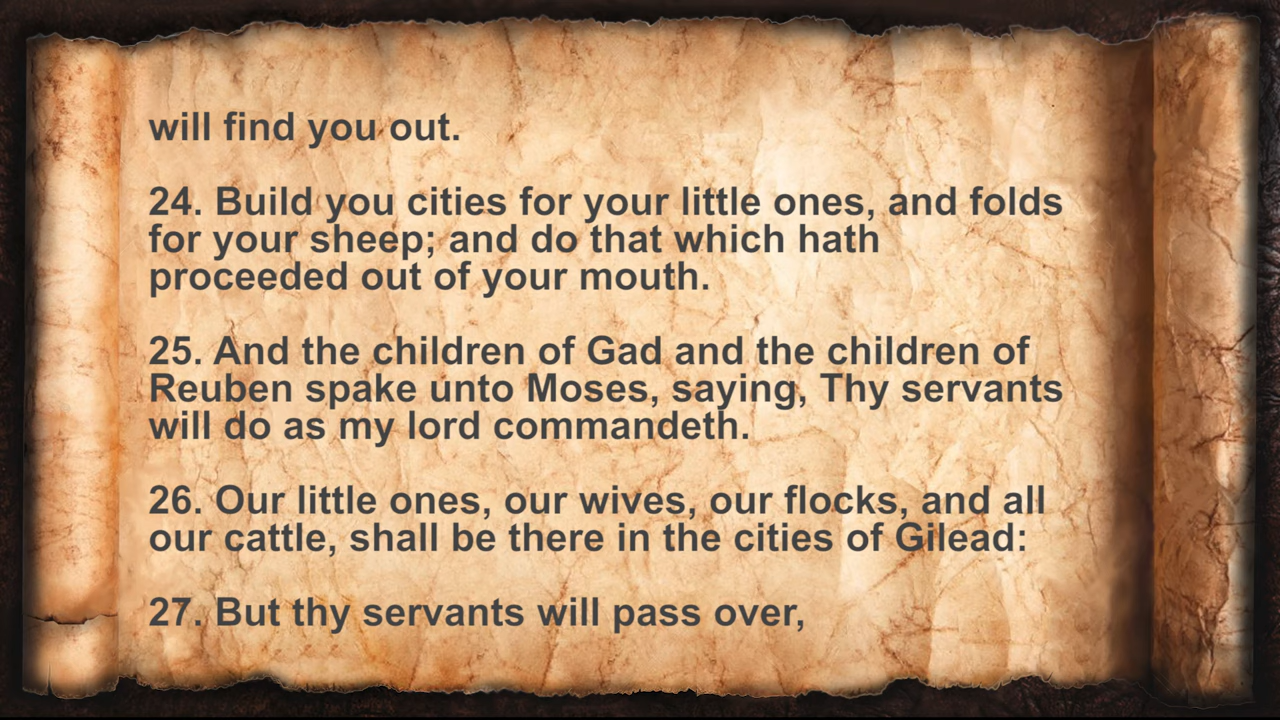 will find you out.
24. Build you cities for your little ones, and folds
for your sheep; and do that which hath
proceeded out of your mouth.
25. And the children of Gad and the children of
Reuben spake unto Moses, saying, Thy servants
will do as my lord commandeth.
26. Our little ones, our wives, our flocks, and all
our cattle, shall be there in the cities of Gilead:
27. But thy servants will pass over,